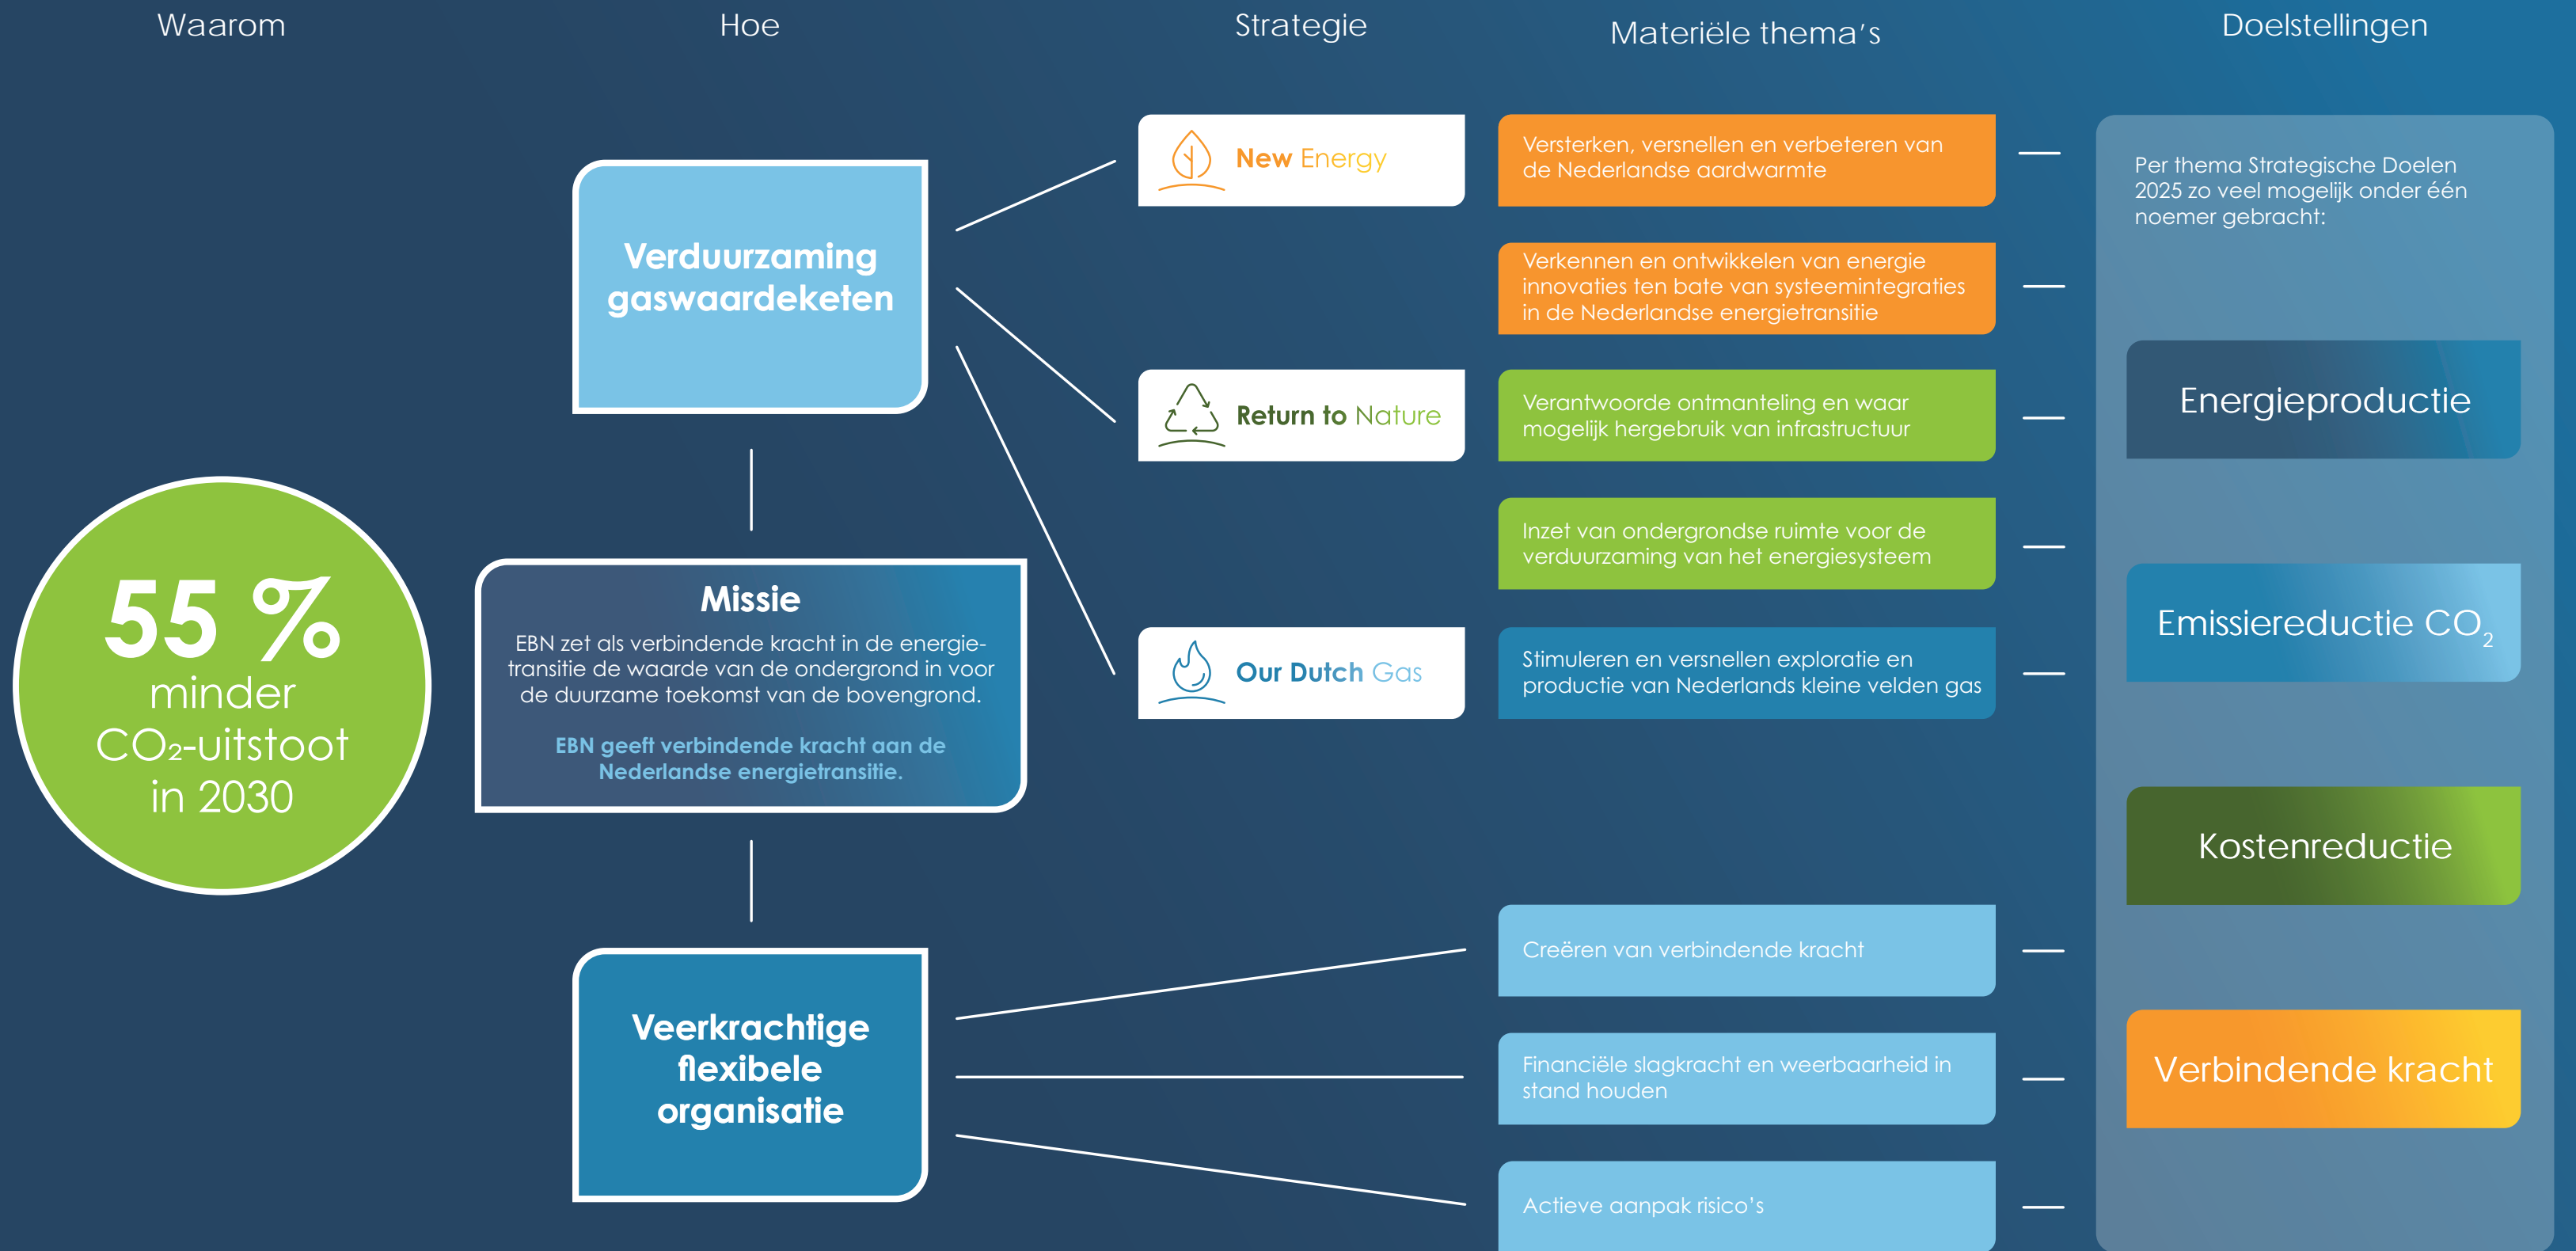 Waarom
Hoe
Strategie
Materiële thema's
Doelstellingen
55 %
minder
CO₂-uitstoot
in 2030
Verduurzaming
gaswaardeketen
Missie
EBN zet als verbindende kracht in de energie-
transitie de waarde van de ondergrond in voor
de duurzame toekomst van de bovengrond.
EBN geeft verbindende kracht aan de
Nederlandse energietransitie.
Veerkrachtige
flexibele
organisatie
New Energy
Return to Nature
Our Dutch Gas
Versterken, versnellen en verbeteren van
de Nederlandse aardwarmte
Verkennen en ontwikkelen van energie
innovaties ten bate van systeemintegraties
in de Nederlandse energietransitie
Verantwoorde ontmanteling en waar
mogelijk hergebruik van infrastructuur
Inzet van ondergrondse ruimte voor de
verduurzaming van het energiesysteem
Stimuleren en versnellen exploratie en
productie van Nederlands kleine velden gas
Creëren van verbindende kracht
Financiële slagkracht en weerbaarheid in
stand houden
Actieve aanpak risico's
Per thema Strategische Doelen
2025 zo veel mogelijk onder één
noemer gebracht:
Energieproductie
Emissiereductie CO₂
Kostenreductie
Verbindende kracht